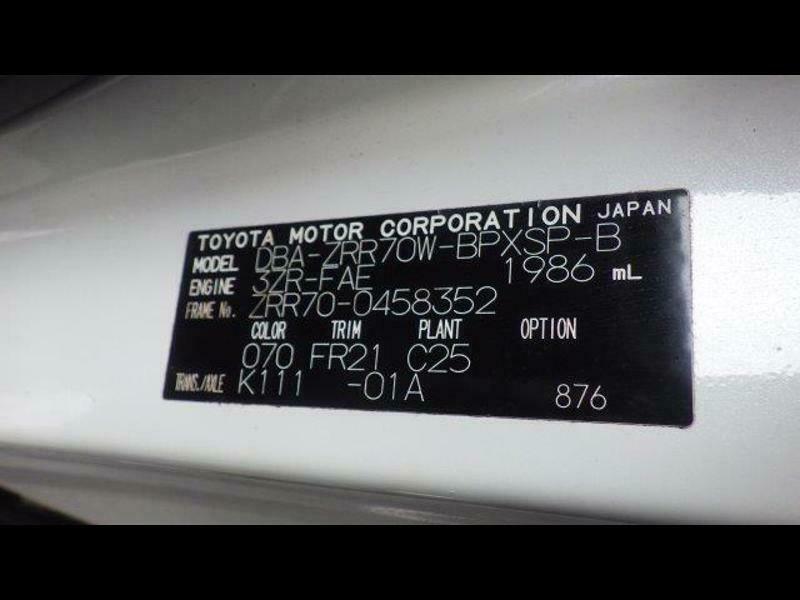 TOYOTA MOTOR CORPORATION JAPAN
MODEL DBA-ZRR70W-BPXSP-B
ENGINE 3ZR-FAE 1986 mL
FRAME No. ZRR70-0458352
COLOR TRIM PLANT OPTION
070 FR21 C25
TRANS./AXLE K111 -01A 876